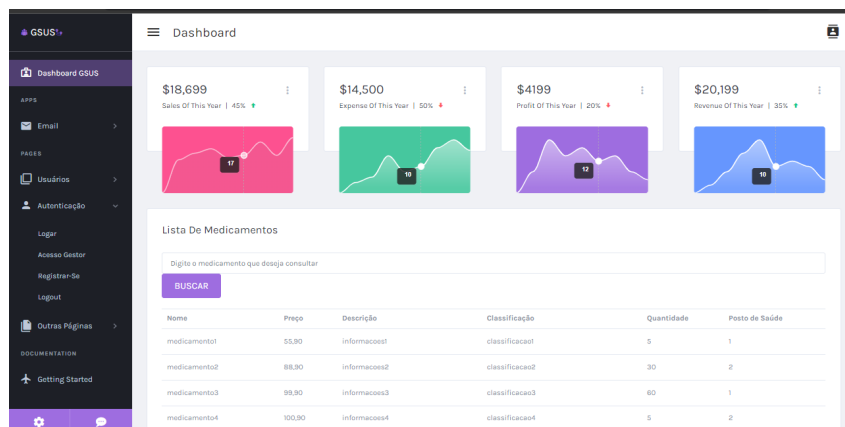 GSUS
Dashboard
Dashboard GSUS
APPS
Email
PAGES
Usuários
Autenticação
Logar
Acesso Gestor
Registrar-Se
Logout
Outras Páginas
DOCUMENTATION
Getting Started
$18,699
Sales Of This Year | 45%
17
$14,500
Expense Of This Year | 50%
10
$4199
Profit Of This Year | 20%
12
$20,199
Revenue Of This Year | 35%
10
Lista De Medicamentos
Digite o medicamento que deseja consultar
BUSCAR
Nome Preço Descrição Classificação Quantidade Posto de Saúde
medicamento1 55,90 informacoes1 classificacao1 5 1
medicamento2 88,90 informacoes2 classificacao2 30 2
medicamento3 99,90 informacoes3 classificacao3 60 1
medicamento4 100,90 informacoes4 classificacao4 5 2